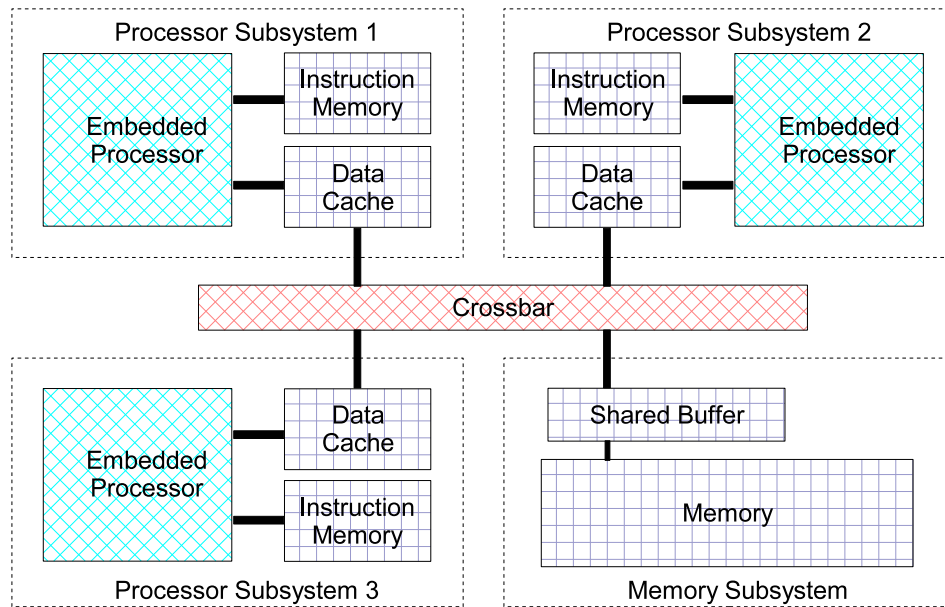 Processor Subsystem 1
Embedded
Processor
Instruction
Memory
Data
Cache
Processor Subsystem 2
Instruction
Memory
Data
Cache
Embedded
Processor
Crossbar
Embedded
Processor
Data
Cache
Instruction
Memory
Processor Subsystem 3
Shared Buffer
Memory
Memory Subsystem